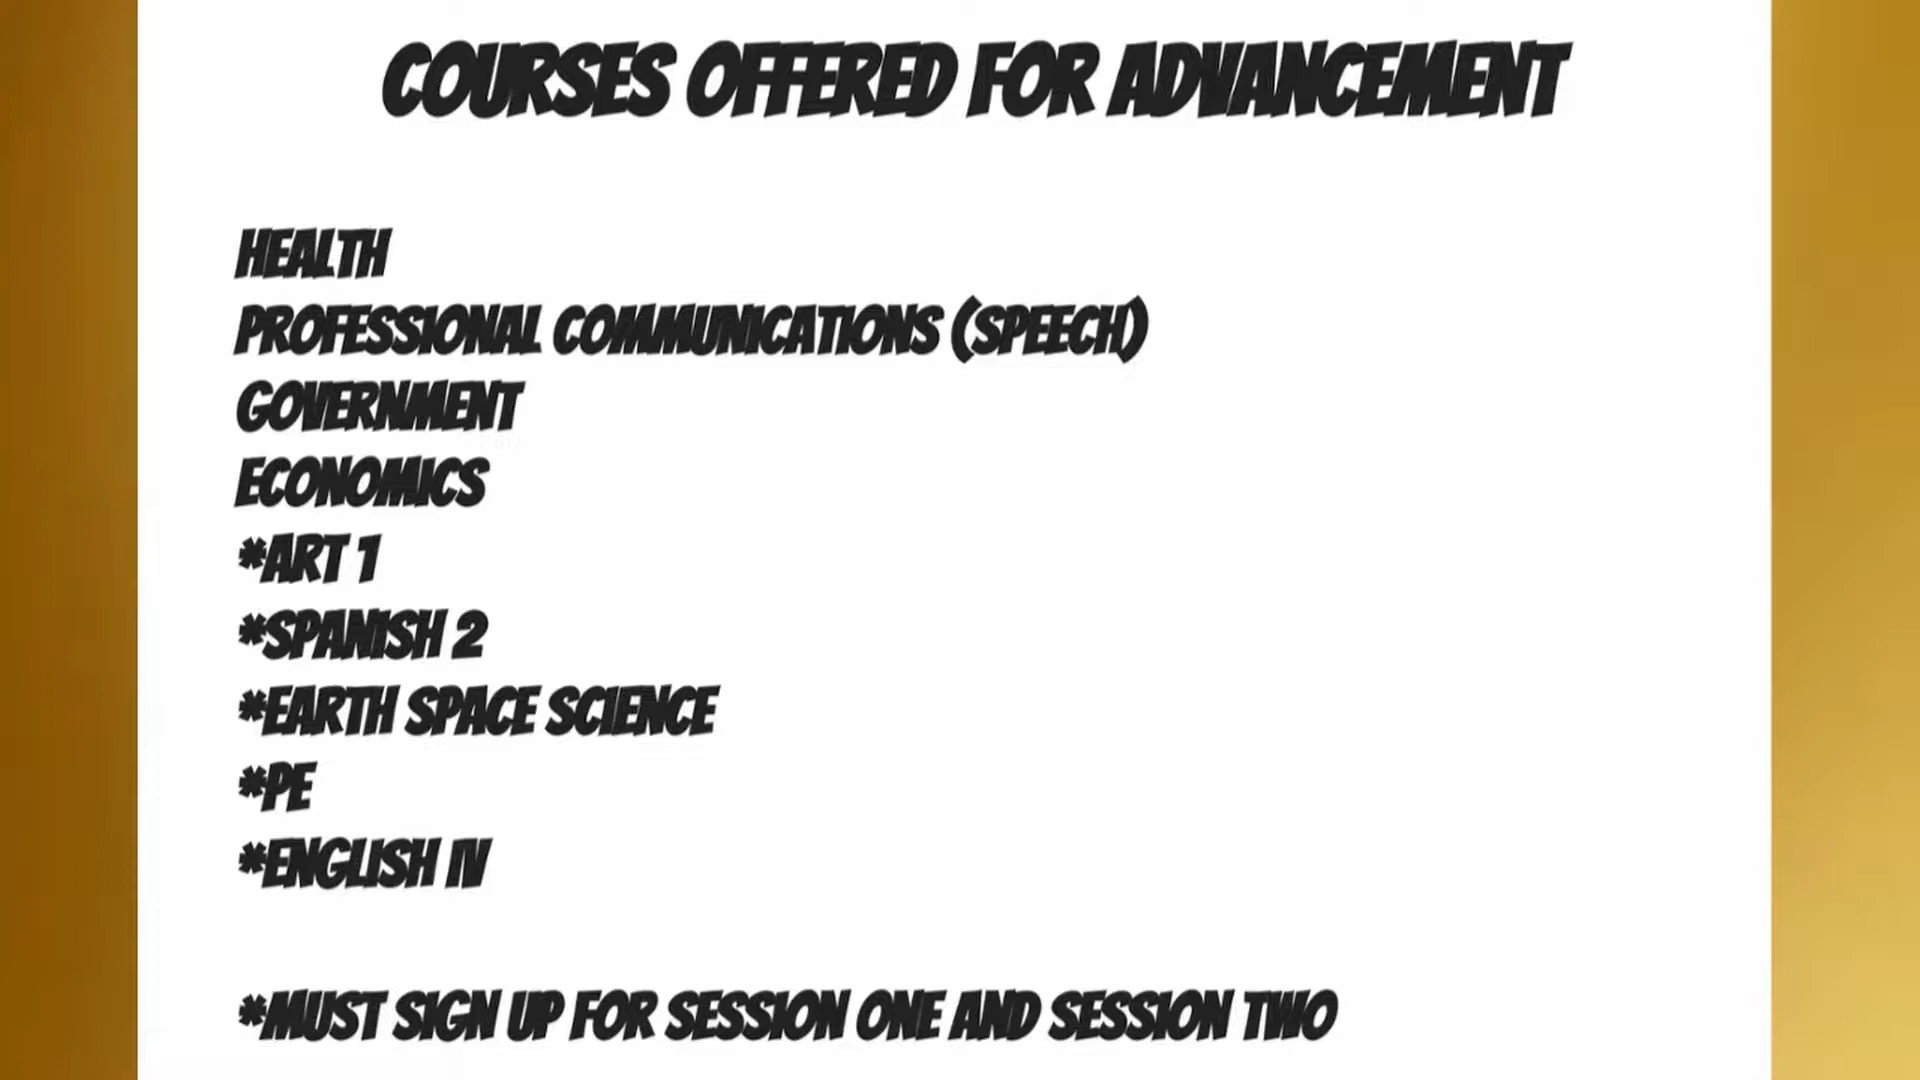 COURSES OFFERED FOR ADVANCEMENT
HEALTH
PROFESSIONAL COMMUNICATIONS (SPEECH)
GOVERNMENT
ECONOMICS
*ART 1
*SPANISH 2
*EARTH SPACE SCIENCE
*PE
*ENGLISH IV
*MUST SIGN UP FOR SESSION ONE AND SESSION TWO